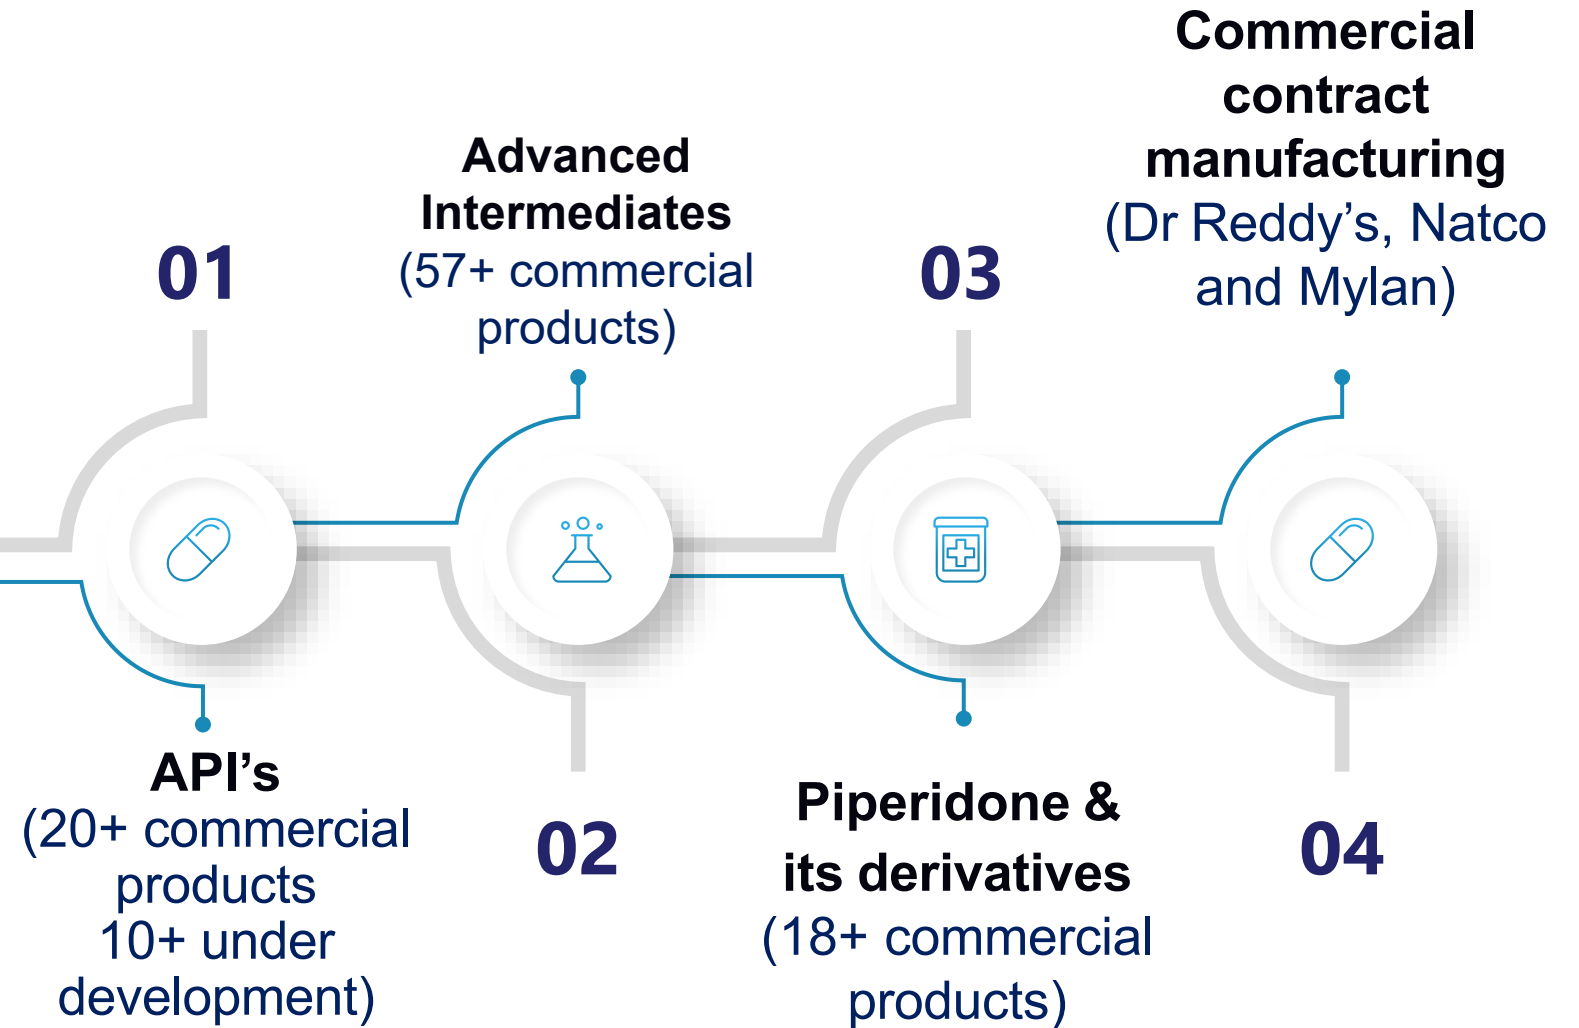 01
API’s
(20+ commercial
products
10+ under
development)
Advanced
Intermediates
(57+ commercial
products)
02
03
Piperidone &
its derivatives
(18+ commercial
products)
Commercial
contract
manufacturing
(Dr Reddy’s, Natco
and Mylan)
04